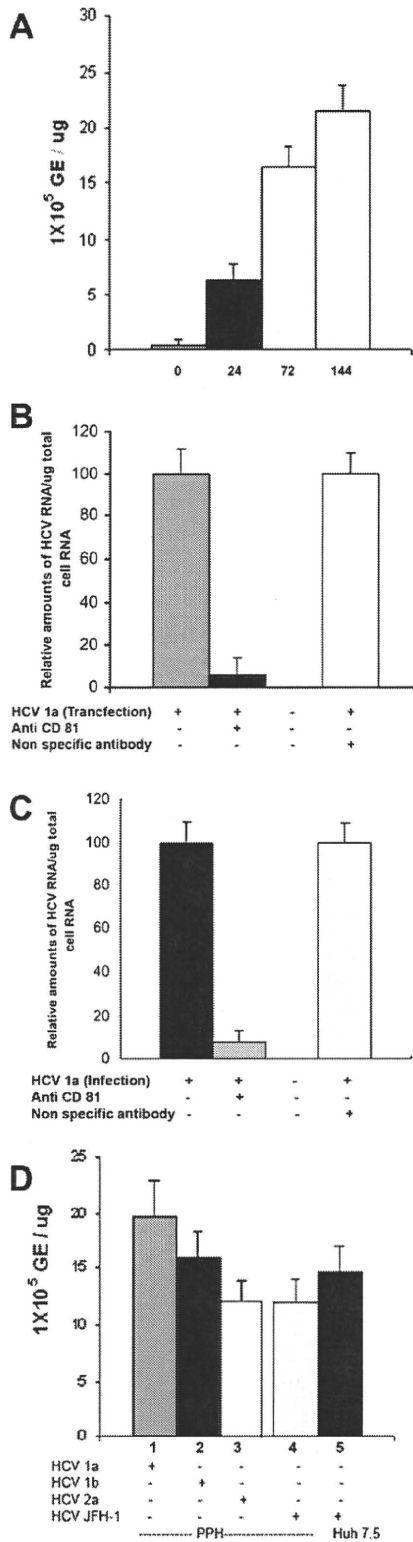 A
1X10⁵ GE / ug
30
25
20
15
10
5
0
0 24 72 144
B
Relative amounts of HCV RNA/ug total
cell RNA
120
100
80
60
40
20
0
HCV 1a (Trancfection) + + - +
Anti CD 81 - + - -
Non specific antibody - - - +
C
Relative amounts of HCV RNA/ug total
cell RNA
120
100
80
60
40
20
0
HCV 1a (Infection) + + - +
Anti CD 81 - + - -
Non specific antibody - - - +
D
1X10⁵ GE / ug
25
20
15
10
5
0
1 2 3 4 5
HCV 1a + - - - -
HCV 1b - + - - -
HCV 2a - - + - -
HCV JFH-1 - - - + +
PPH Huh 7.5